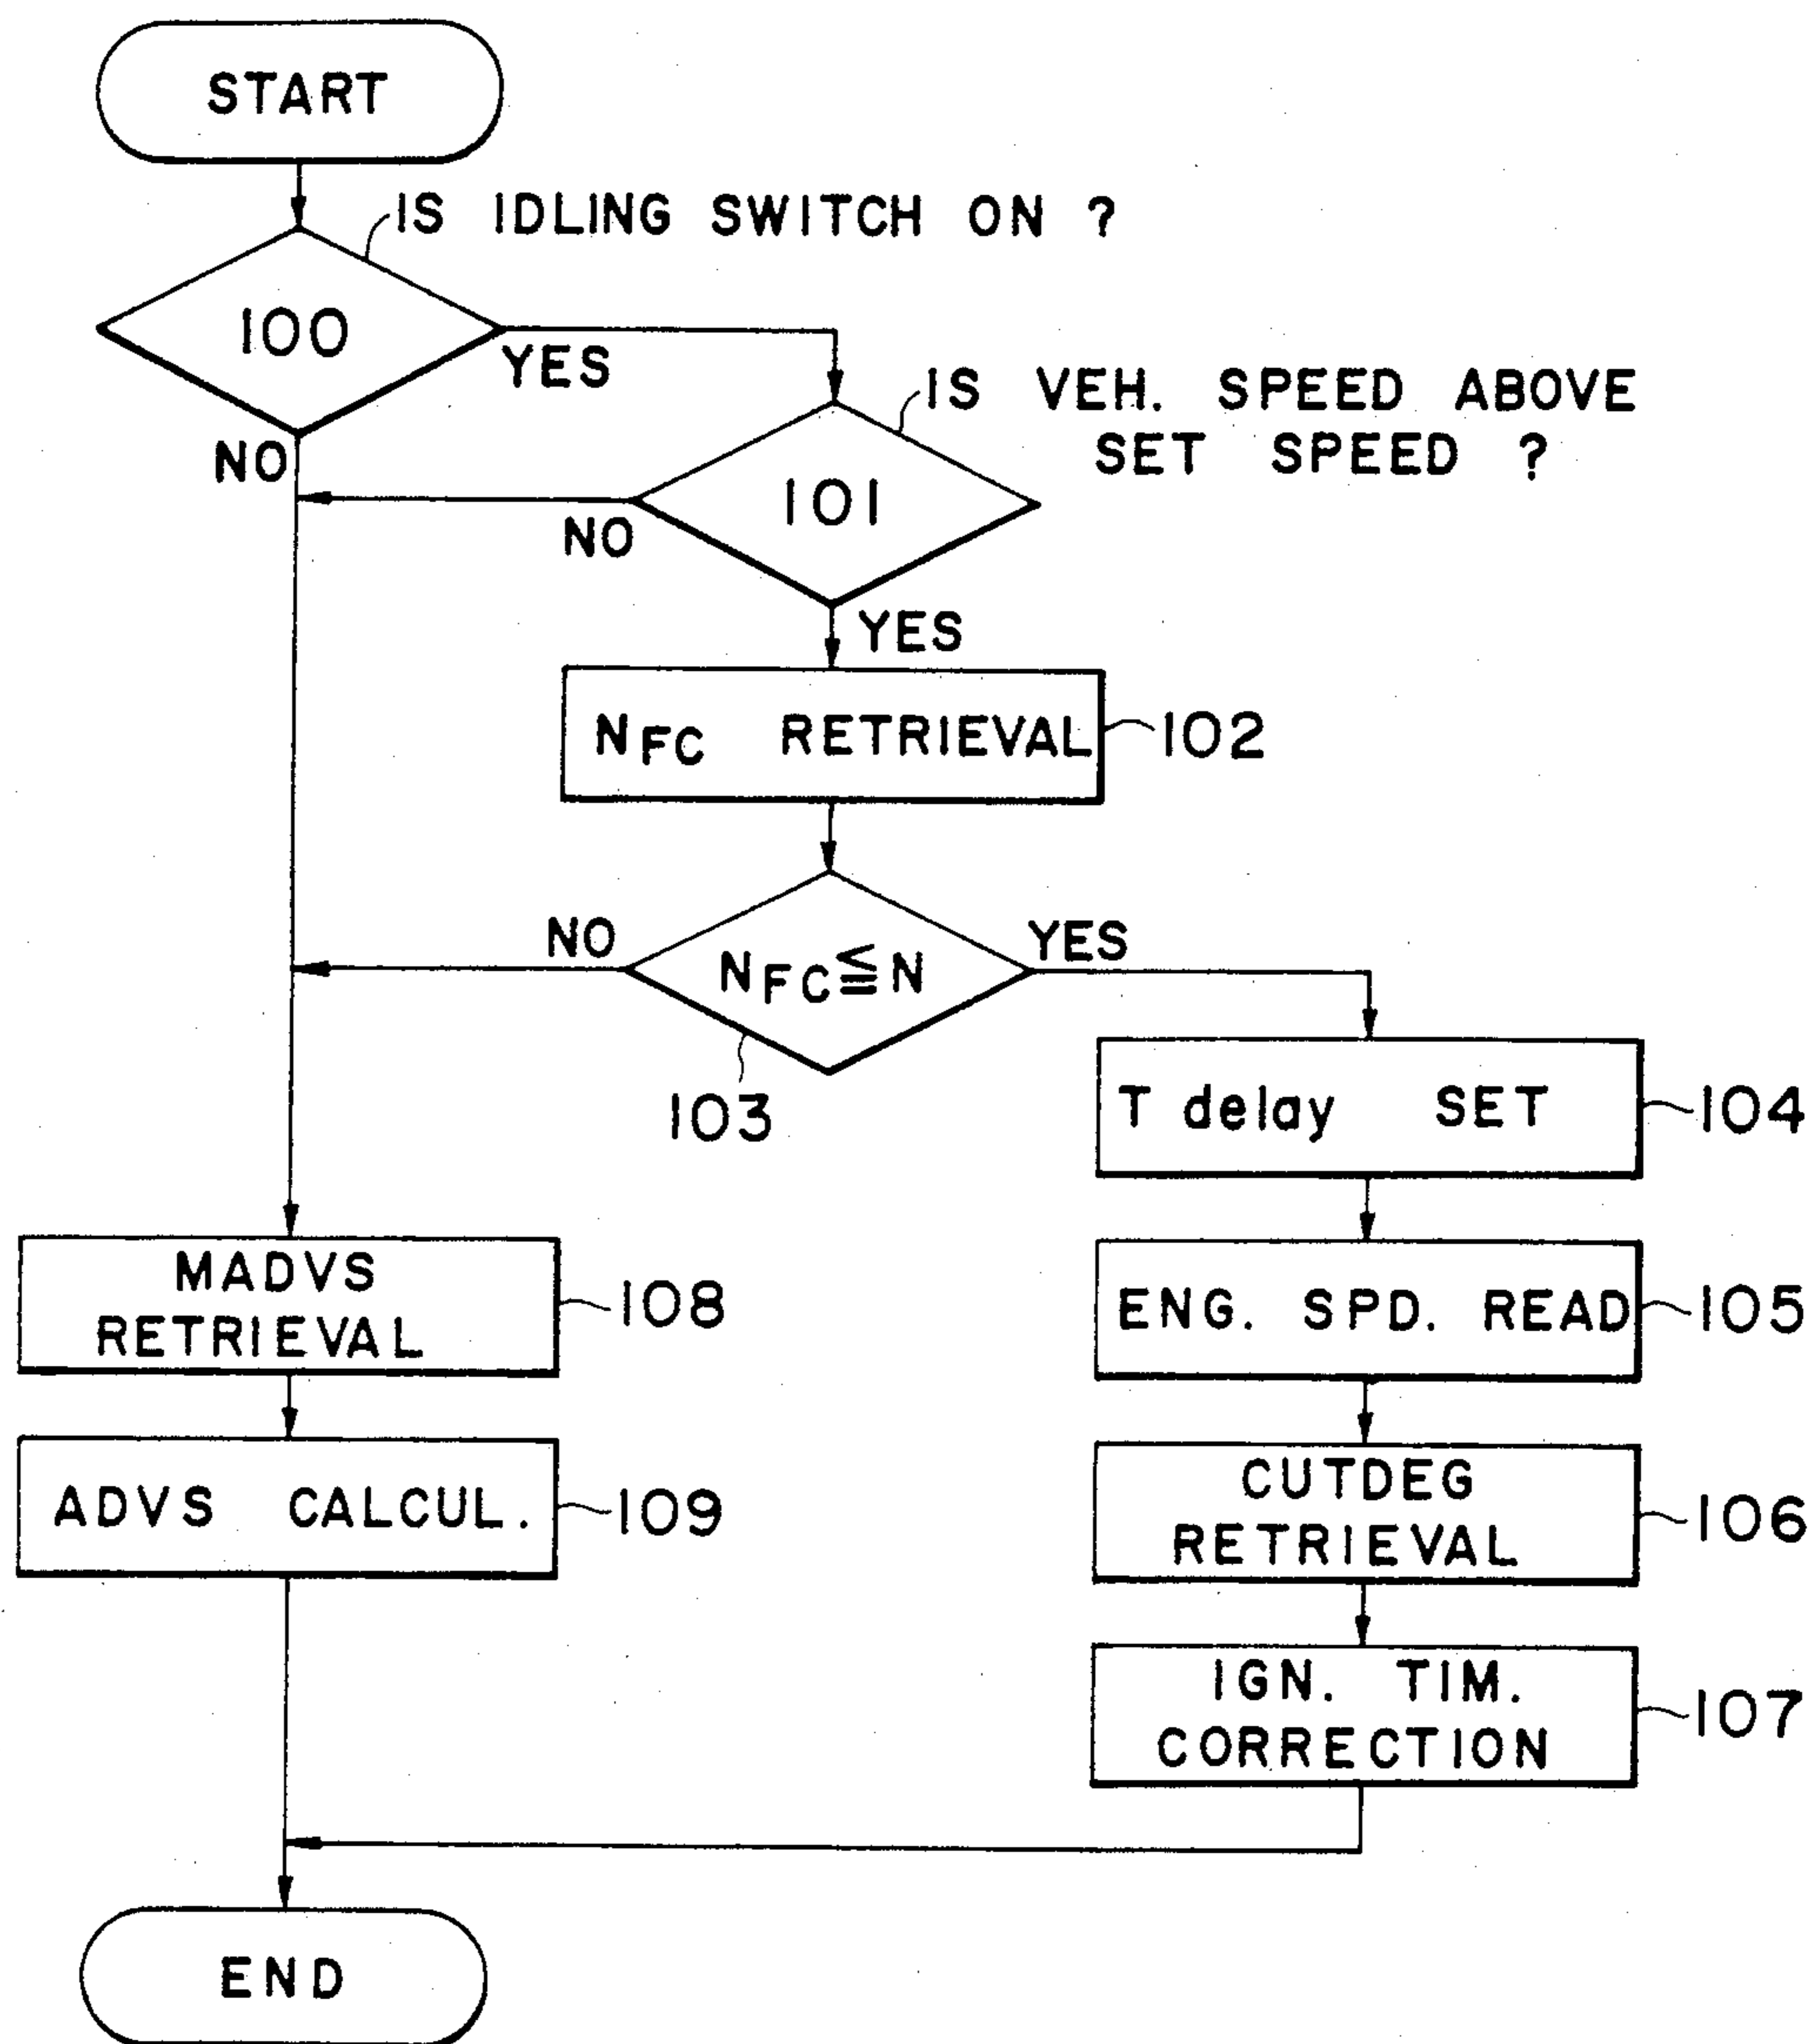 START
IS IDLING SWITCH ON ?
100
YES
NO
IS VEH. SPEED ABOVE
SET SPEED ?
101
NO
YES
NFC RETRIEVAL
102
NO
NFC≦N
YES
103
T delay SET
104
MADVS
RETRIEVAL
108
ENG. SPD. READ
105
ADVS CALCUL.
109
CUTDEG
RETRIEVAL
106
IGN. TIM.
CORRECTION
107
END